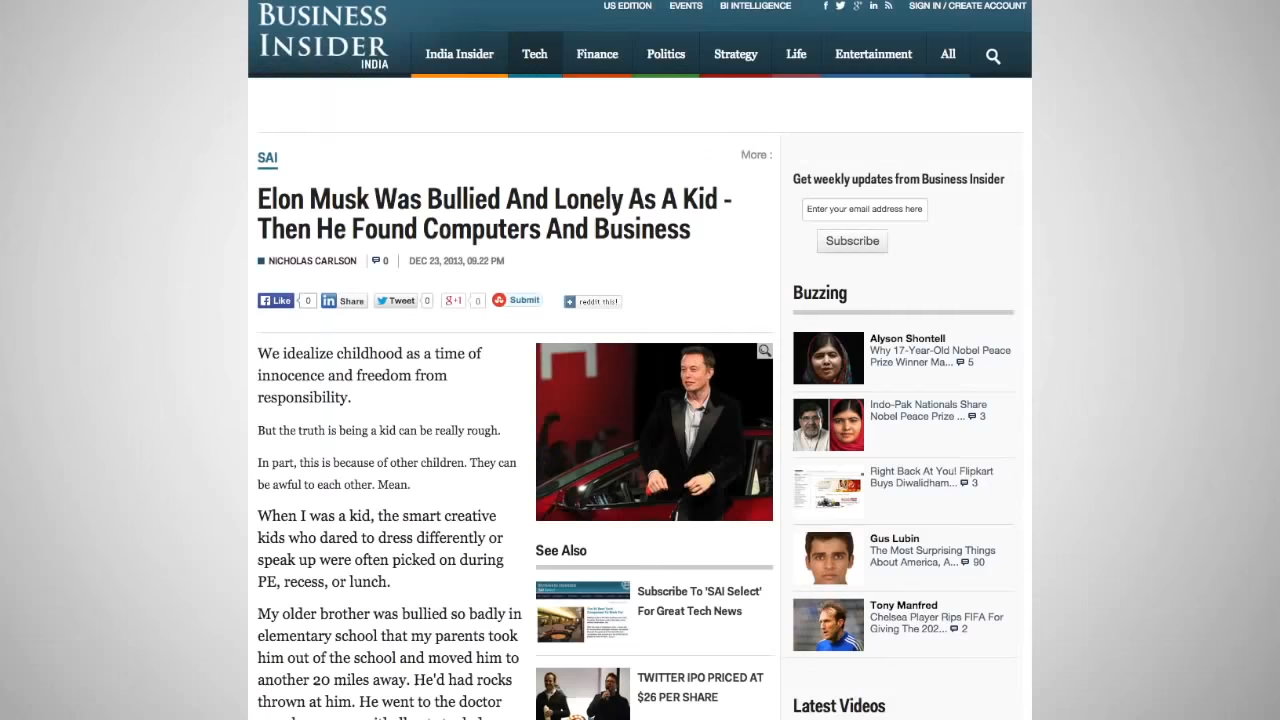 BUSINESS
INSIDER
INDIA
US EDITION EVENTS BI INTELLIGENCE SIGN IN / CREATE ACCOUNT
India Insider Tech Finance Politics Strategy Life Entertainment All
SAI
More :
Elon Musk Was Bullied And Lonely As A Kid -
Then He Found Computers And Business
NICHOLAS CARLSON 0 DEC 23, 2013, 09.22 PM
Like 0 Share Tweet 0 g+1 0 Submit reddit this!
We idealize childhood as a time of
innocence and freedom from
responsibility.
But the truth is being a kid can be really rough.
In part, this is because of other children. They can
be awful to each other. Mean.
When I was a kid, the smart creative
kids who dared to dress differently or
speak up were often picked on during
PE, recess, or lunch.
My older brother was bullied so badly in
elementary school that my parents took
him out of the school and moved him to
another 20 miles away. He'd had rocks
thrown at him. He went to the doctor
See Also
Subscribe To 'SAI Select'
For Great Tech News
TWITTER IPO PRICED AT
$26 PER SHARE
Get weekly updates from Business Insider
Enter your email address here
Subscribe
Buzzing
Alyson Shontell
Why 17-Year-Old Nobel Peace
Prize Winner Ma... 5
Indo-Pak Nationals Share
Nobel Peace Prize ... 3
Right Back At You! Flipkart
Buys Diwalidham... 3
Gus Lubin
The Most Surprising Things
About America, A... 90
Tony Manfred
Chelsea Player Rips FIFA For
Giving The 202... 2
Latest Videos